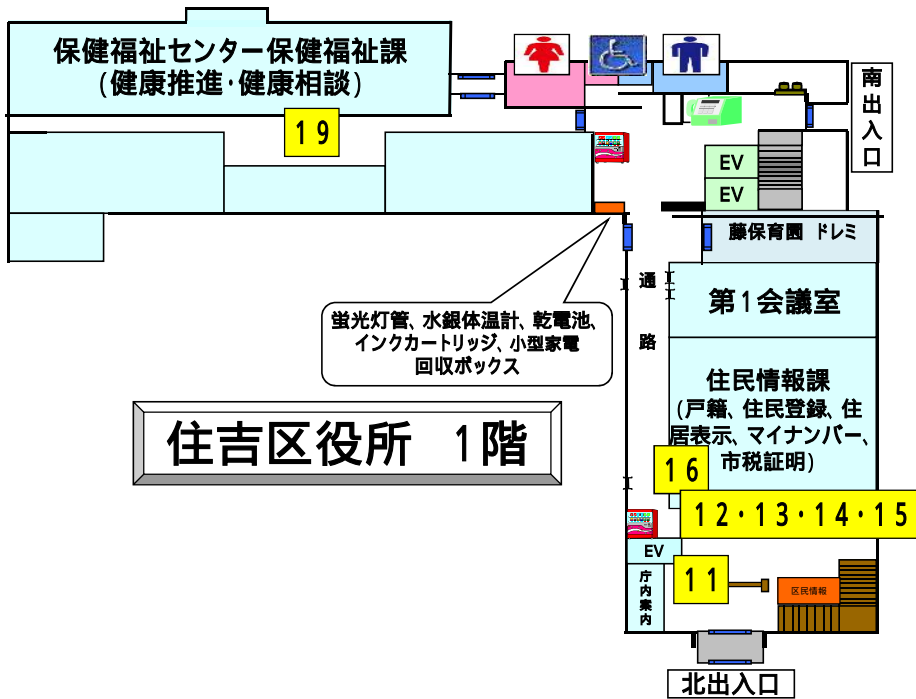 保健福祉センター保健福祉課
(健康推進・健康相談)
19
南出入口
EV
EV
藤保育園 ドレミ
通路
第1会議室
蛍光灯管、水銀体温計、乾電池、
インクカートリッジ、小型家電
回収ボックス
住民情報課
(戸籍、住民登録、住
居表示、マイナンバー、
市税証明)
住吉区役所 1階
16
12・13・14・15
EV
11
庁内案内
区民情報
北出入口